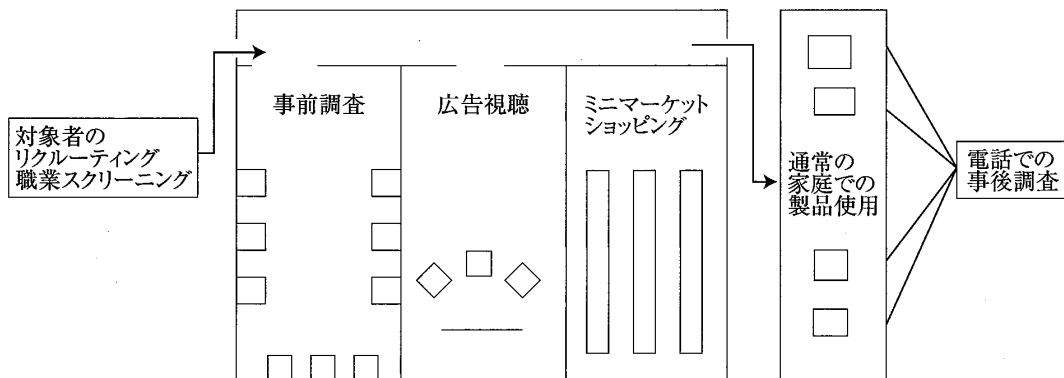 対象者の
リクルーティング
職業スクリーニング
事前調査
広告視聴
ミニマーケット
ショッピング
通常の
家庭での
製品使用
電話での
事後調査